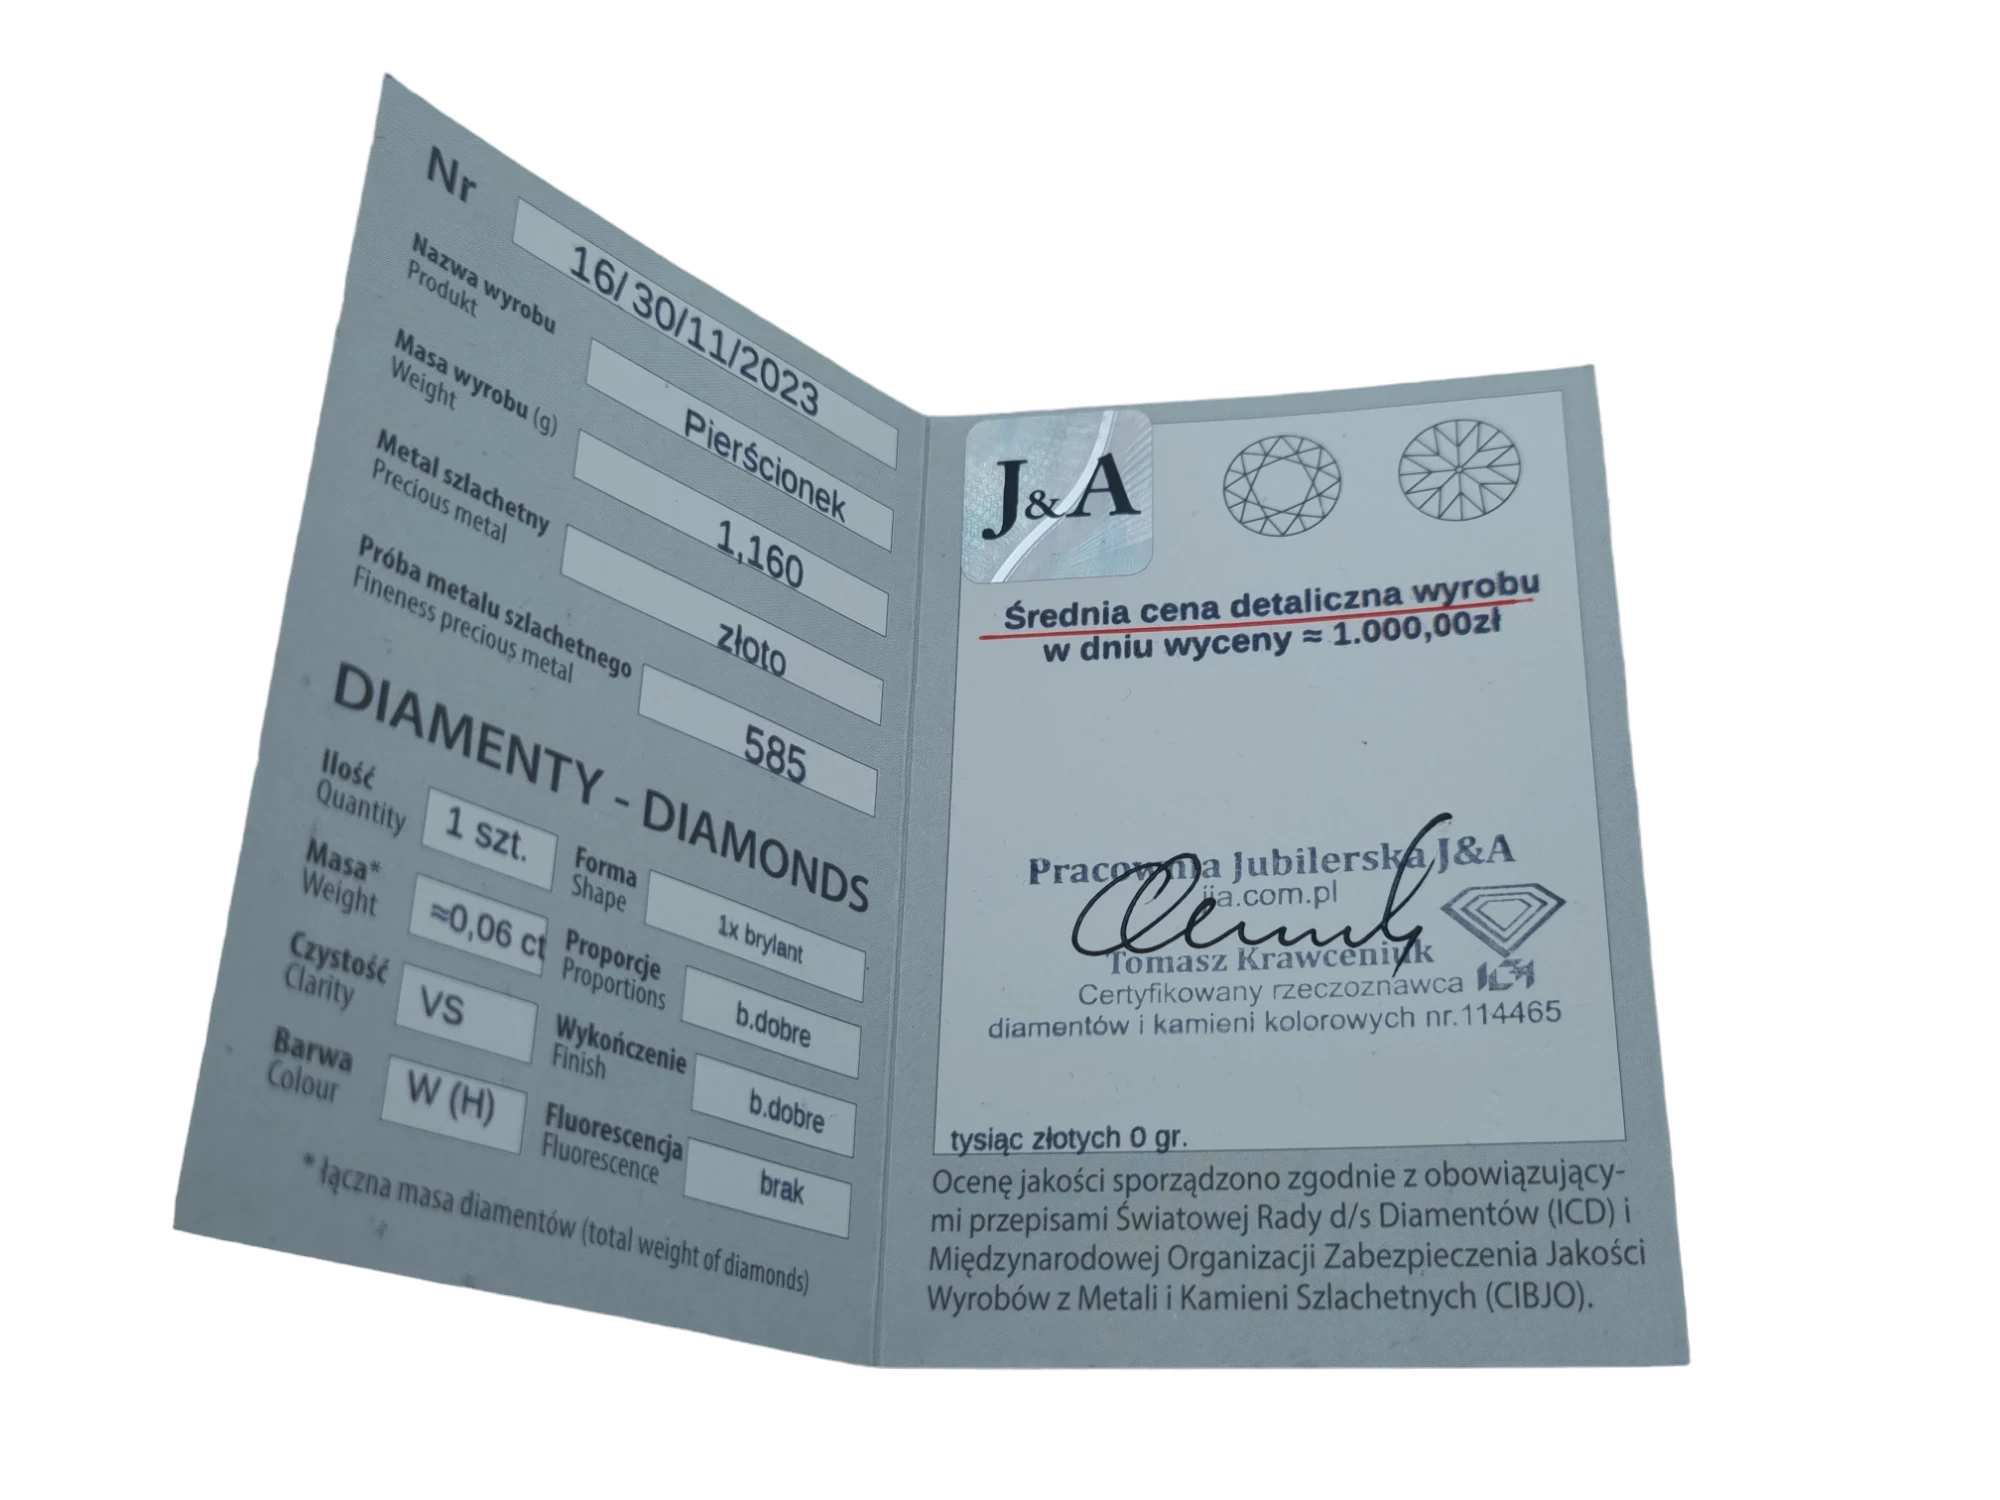 Nr
16/ 30/11/2023
Nazwa wyrobu
Produkt
Pierścionek
Masa wyrobu (g)
Weight
1,160
Metal szlachetny
Precious metal
złoto
Próba metalu szlachetnego
Fineness precious metal
585
DIAMENTY - DIAMONDS
Ilość
Quantity
1 szt.
Masa*
Weight
≈0,06 ct
Czystość
Clarity
VS
Barwa
Colour
W (H)
Forma
Shape
1x brylant
Proporcje
Proportions
b.dobre
Wykończenie
Finish
b.dobre
Fluorescencja
Fluorescence
brak
* łączna masa diamentów (total weight of diamonds)
J&A
Średnia cena detaliczna wyrobu
w dniu wyceny ≈ 1.000,00zł
Pracownia Jubilerska J&A
jja.com.pl
Tomasz Krawceniuk
Certyfikowany rzeczoznawca
diamentów i kamieni kolorowych nr.114465
tysiąc złotych 0 gr.
Ocenę jakości sporządzono zgodnie z obowiązujący-
mi przepisami Światowej Rady d/s Diamentów (ICD) i
Międzynarodowej Organizacji Zabezpieczenia Jakości
Wyrobów z Metali i Kamieni Szlachetnych (CIBJO).